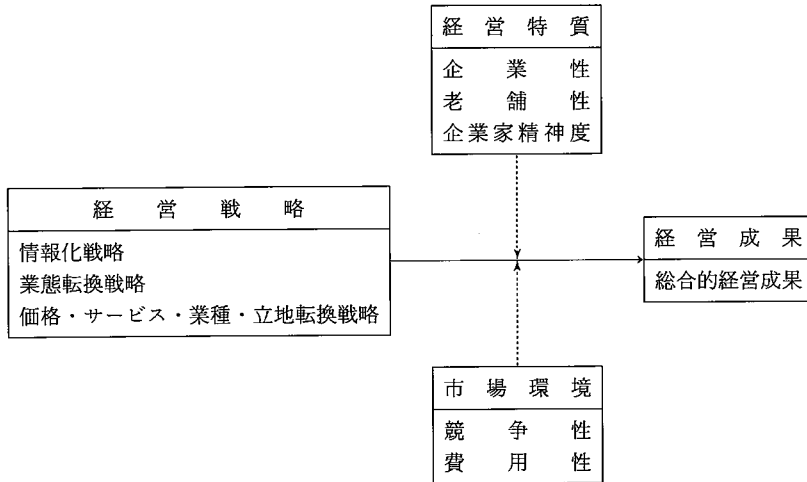 経営特質
企業性
老舗性
企業家精神度
経営戦略
情報化戦略
業態転換戦略
価格・サービス・業種・立地転換戦略
経営成果
総合的経営成果
市場環境
競争性
費用性